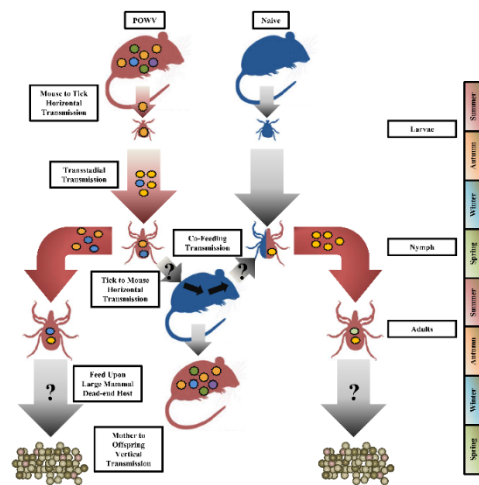 POWV
Naive
Mouse to Tick
Horizontal
Transmission
Larvae
Transstadial
Transmission
Co-Feeding
Transmission
Nymph
?
?
Tick to Mouse
Horizontal
Transmission
Adults
Feed Upon
Large Mammal
Dead-end Host
?
?
Mother to
Offspring
Vertical
Transmission
Summer
Autumn
Winter
Spring
Summer
Autumn
Winter
Spring